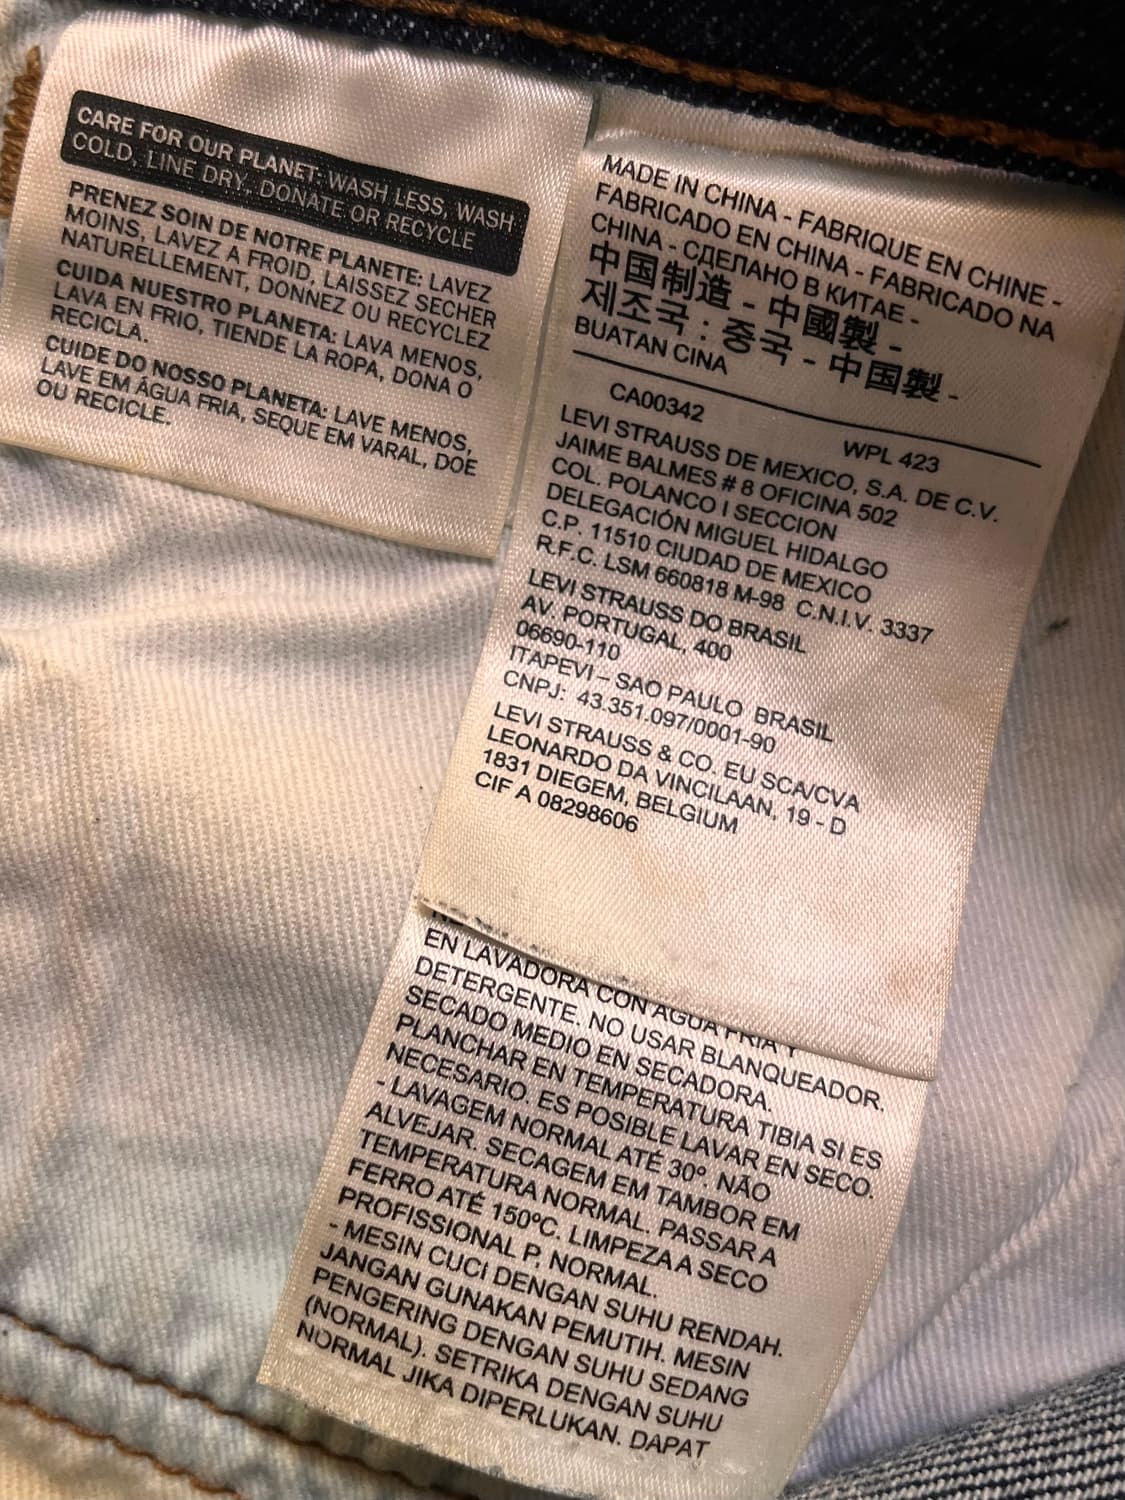 CARE FOR OUR PLANET: WASH LESS, WASH
COLD, LINE DRY. DONATE OR RECYCLE
PRENEZ SOIN DE NOTRE PLANETE: LAVEZ
MOINS, LAVEZ A FROID, LAISSEZ SECHER
NATURELLEMENT, DONNEZ OU RECYCLEZ
CUIDA NUESTRO PLANETA: LAVA MENOS,
LAVA EN FRIO, TIENDE LA ROPA, DONA O
RECICLA.
CUIDE DO NOSSO PLANETA: LAVE MENOS,
LAVE EM ÁGUA FRIA, SEQUE EM VARAL, DOE
OU RECICLE.
MADE IN CHINA - FABRIQUE EN CHINE -
FABRICADO EN CHINA - FABRICADO NA
CHINA - СДЕЛАНО В КИТАЕ -
中国制造 - 中國製 -
제조국 : 중국 - 中国製 -
BUATAN CINA
CA00342 WPL 423
LEVI STRAUSS DE MEXICO, S.A. DE C.V.
JAIME BALMES # 8 OFICINA 502
COL. POLANCO I SECCION
DELEGACIÓN MIGUEL HIDALGO
C.P. 11510 CIUDAD DE MEXICO
R.F.C. LSM 660818 M-98 C.N.I.V. 3337
LEVI STRAUSS DO BRASIL
AV. PORTUGAL, 400
06690-110
ITAPEVI – SAO PAULO BRASIL
CNPJ: 43.351.097/0001-90
LEVI STRAUSS & CO. EU SCA/CVA
LEONARDO DA VINCILAAN, 19 - D
1831 DIEGEM, BELGIUM
CIF A 08298606
EN LAVADORA CON AGUA FRIA Y
DETERGENTE. NO USAR BLANQUEADOR.
SECADO MEDIO EN SECADORA.
PLANCHAR EN TEMPERATURA TIBIA SI ES
NECESARIO. ES POSIBLE LAVAR EN SECO.
- LAVAGEM NORMAL ATÉ 30º. NÃO
ALVEJAR. SECAGEM EM TAMBOR EM
TEMPERATURA NORMAL. PASSAR A
FERRO ATÉ 150ºC. LIMPEZA A SECO
PROFISSIONAL P, NORMAL.
- MESIN CUCI DENGAN SUHU RENDAH.
JANGAN GUNAKAN PEMUTIH. MESIN
PENGERING DENGAN SUHU SEDANG
(NORMAL). SETRIKA DENGAN SUHU
NORMAL JIKA DIPERLUKAN. DAPAT